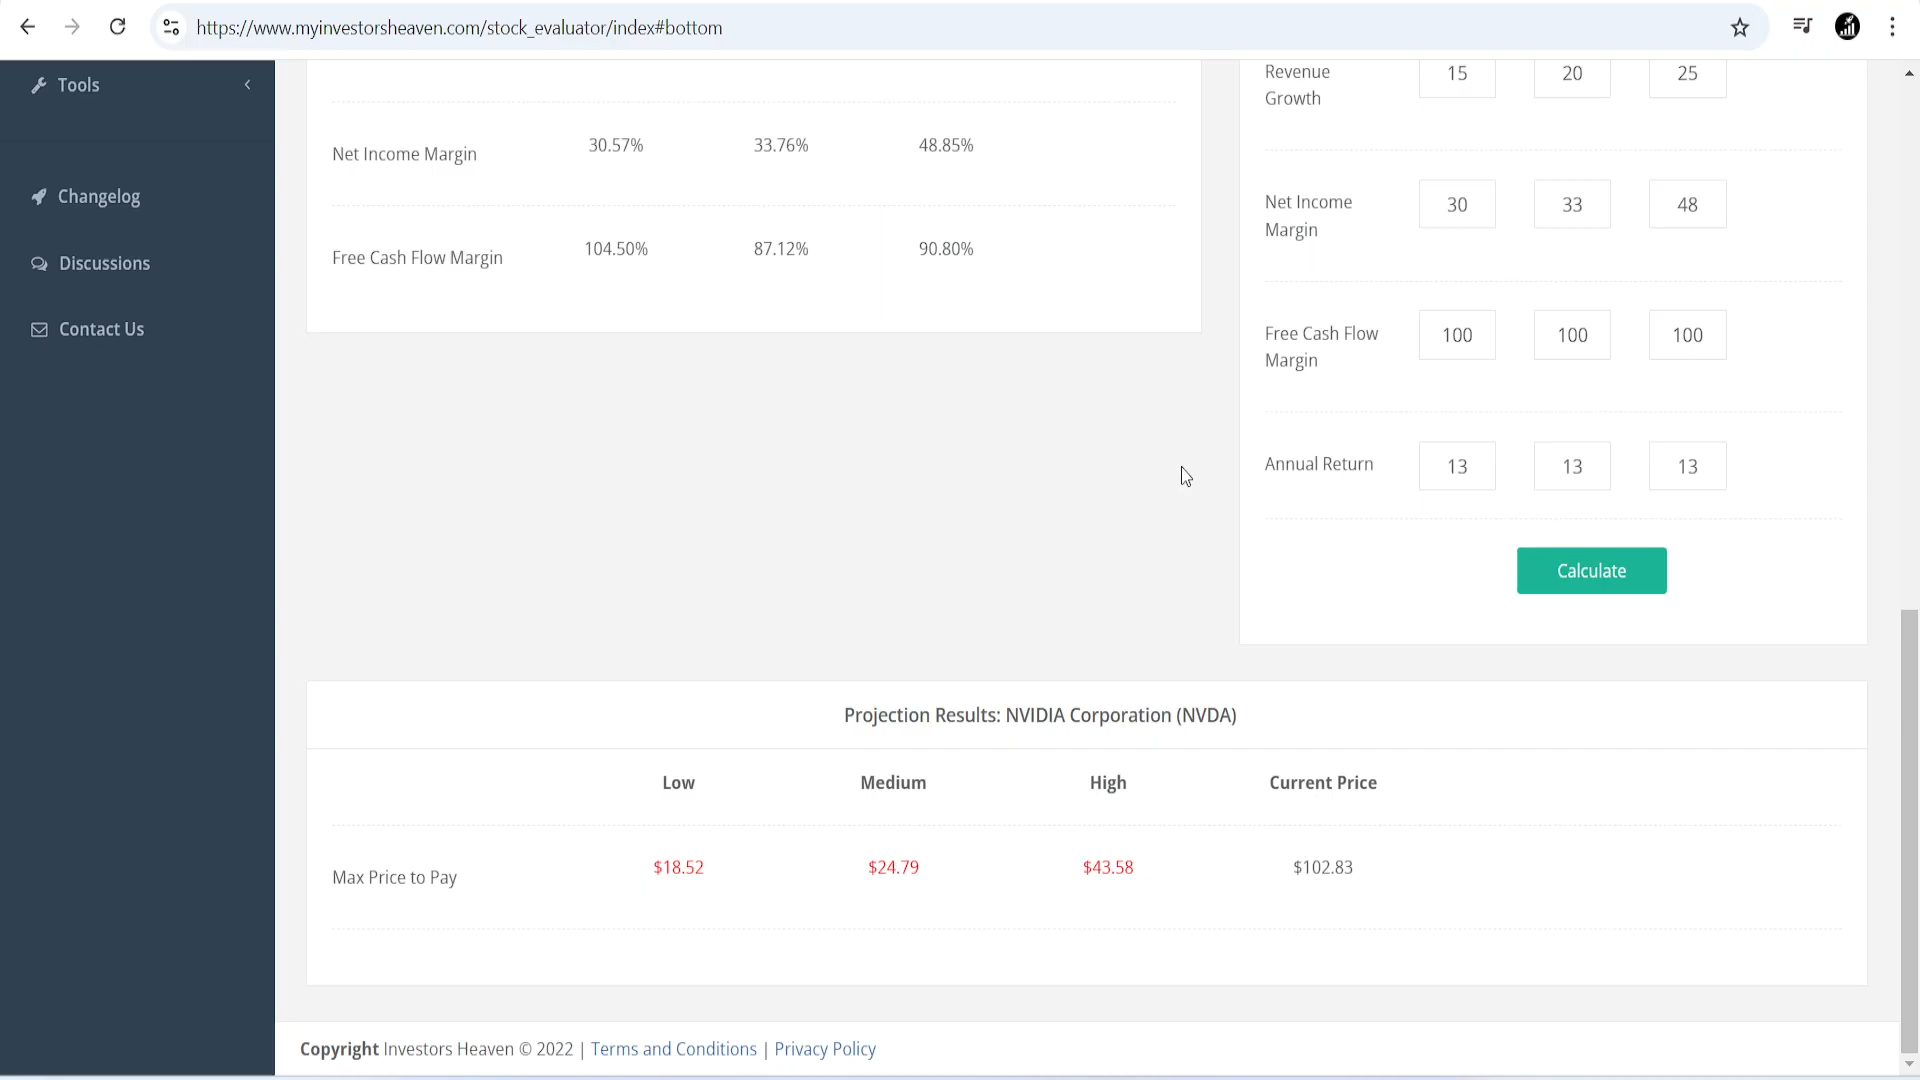 https://www.myinvestorsheaven.com/stock_evaluator/index#bottom
Tools
Changelog
Discussions
Contact Us
Net Income Margin 30.57% 33.76% 48.85%
Free Cash Flow Margin 104.50% 87.12% 90.80%
Revenue Growth 15 20 25
Net Income Margin 30 33 48
Free Cash Flow Margin 100 100 100
Annual Return 13 13 13
Calculate
Projection Results: NVIDIA Corporation (NVDA)
Low Medium High Current Price
Max Price to Pay $18.52 $24.79 $43.58 $102.83
Copyright Investors Heaven © 2022 | Terms and Conditions | Privacy Policy